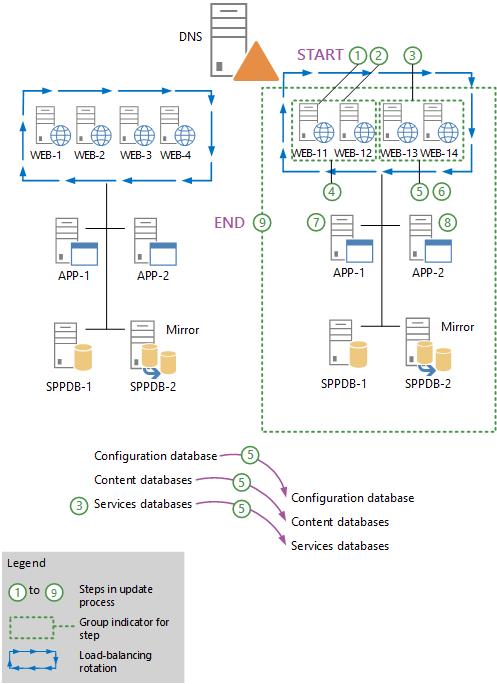 DNS
START 1 2 3
WEB-1 WEB-2 WEB-3 WEB-4
WEB-11 WEB-12 WEB-13 WEB-14
4 5 6
END 9
7 8
APP-1 APP-2
APP-1 APP-2
Mirror
Mirror
SPPDB-1 SPPDB-2
SPPDB-1 SPPDB-2
Configuration database 5
Content databases 5
3 Services databases 5
Configuration database
Content databases
Services databases
Legend
1 to 9 Steps in update
process
Group indicator for
step
Load-balancing
rotation